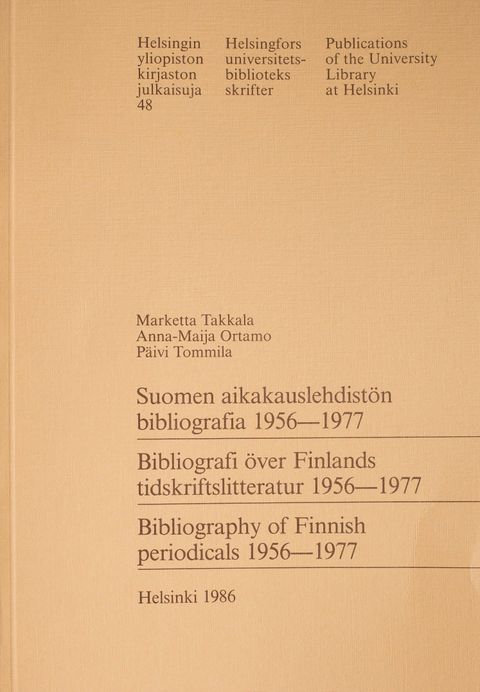 Helsingin
yliopiston
kirjaston
julkaisuja
48
Helsingfors
universitets-
biblioteks
skrifter
Publications
of the University
Library
at Helsinki
Marketta Takkala
Anna-Maija Ortamo
Päivi Tommila
Suomen aikakauslehdistön
bibliografia 1956—1977
Bibliografi över Finlands
tidskriftslitteratur 1956—1977
Bibliography of Finnish
periodicals 1956—1977
Helsinki 1986